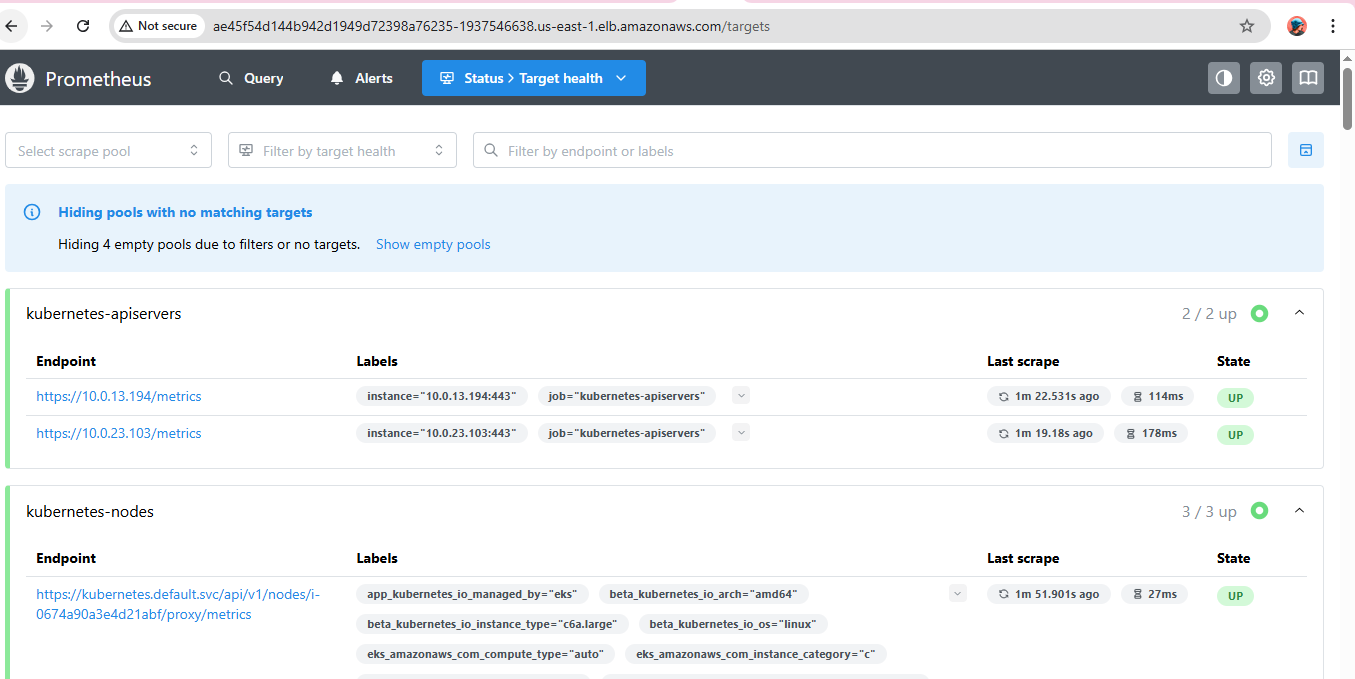 Not secure ae45f54d144b942d1949d72398a76235-1937546638.us-east-1.elb.amazonaws.com/targets
Prometheus Query Alerts Status > Target health
Select scrape pool Filter by target health Filter by endpoint or labels
Hiding pools with no matching targets
Hiding 4 empty pools due to filters or no targets. Show empty pools
kubernetes-apiservers 2 / 2 up
Endpoint Labels Last scrape State
https://10.0.13.194/metrics instance="10.0.13.194:443" job="kubernetes-apiservers" 1m 22.531s ago 114ms UP
https://10.0.23.103/metrics instance="10.0.23.103:443" job="kubernetes-apiservers" 1m 19.18s ago 178ms UP
kubernetes-nodes 3 / 3 up
Endpoint Labels Last scrape State
https://kubernetes.default.svc/api/v1/nodes/i- app_kubernetes_io_managed_by="eks" beta_kubernetes_io_arch="amd64" 1m 51.901s ago 27ms UP
0674a90a3e4d21abf/proxy/metrics
beta_kubernetes_io_instance_type="c6a.large" beta_kubernetes_io_os="linux"
eks_amazonaws_com_compute_type="auto" eks_amazonaws_com_instance_category="c"